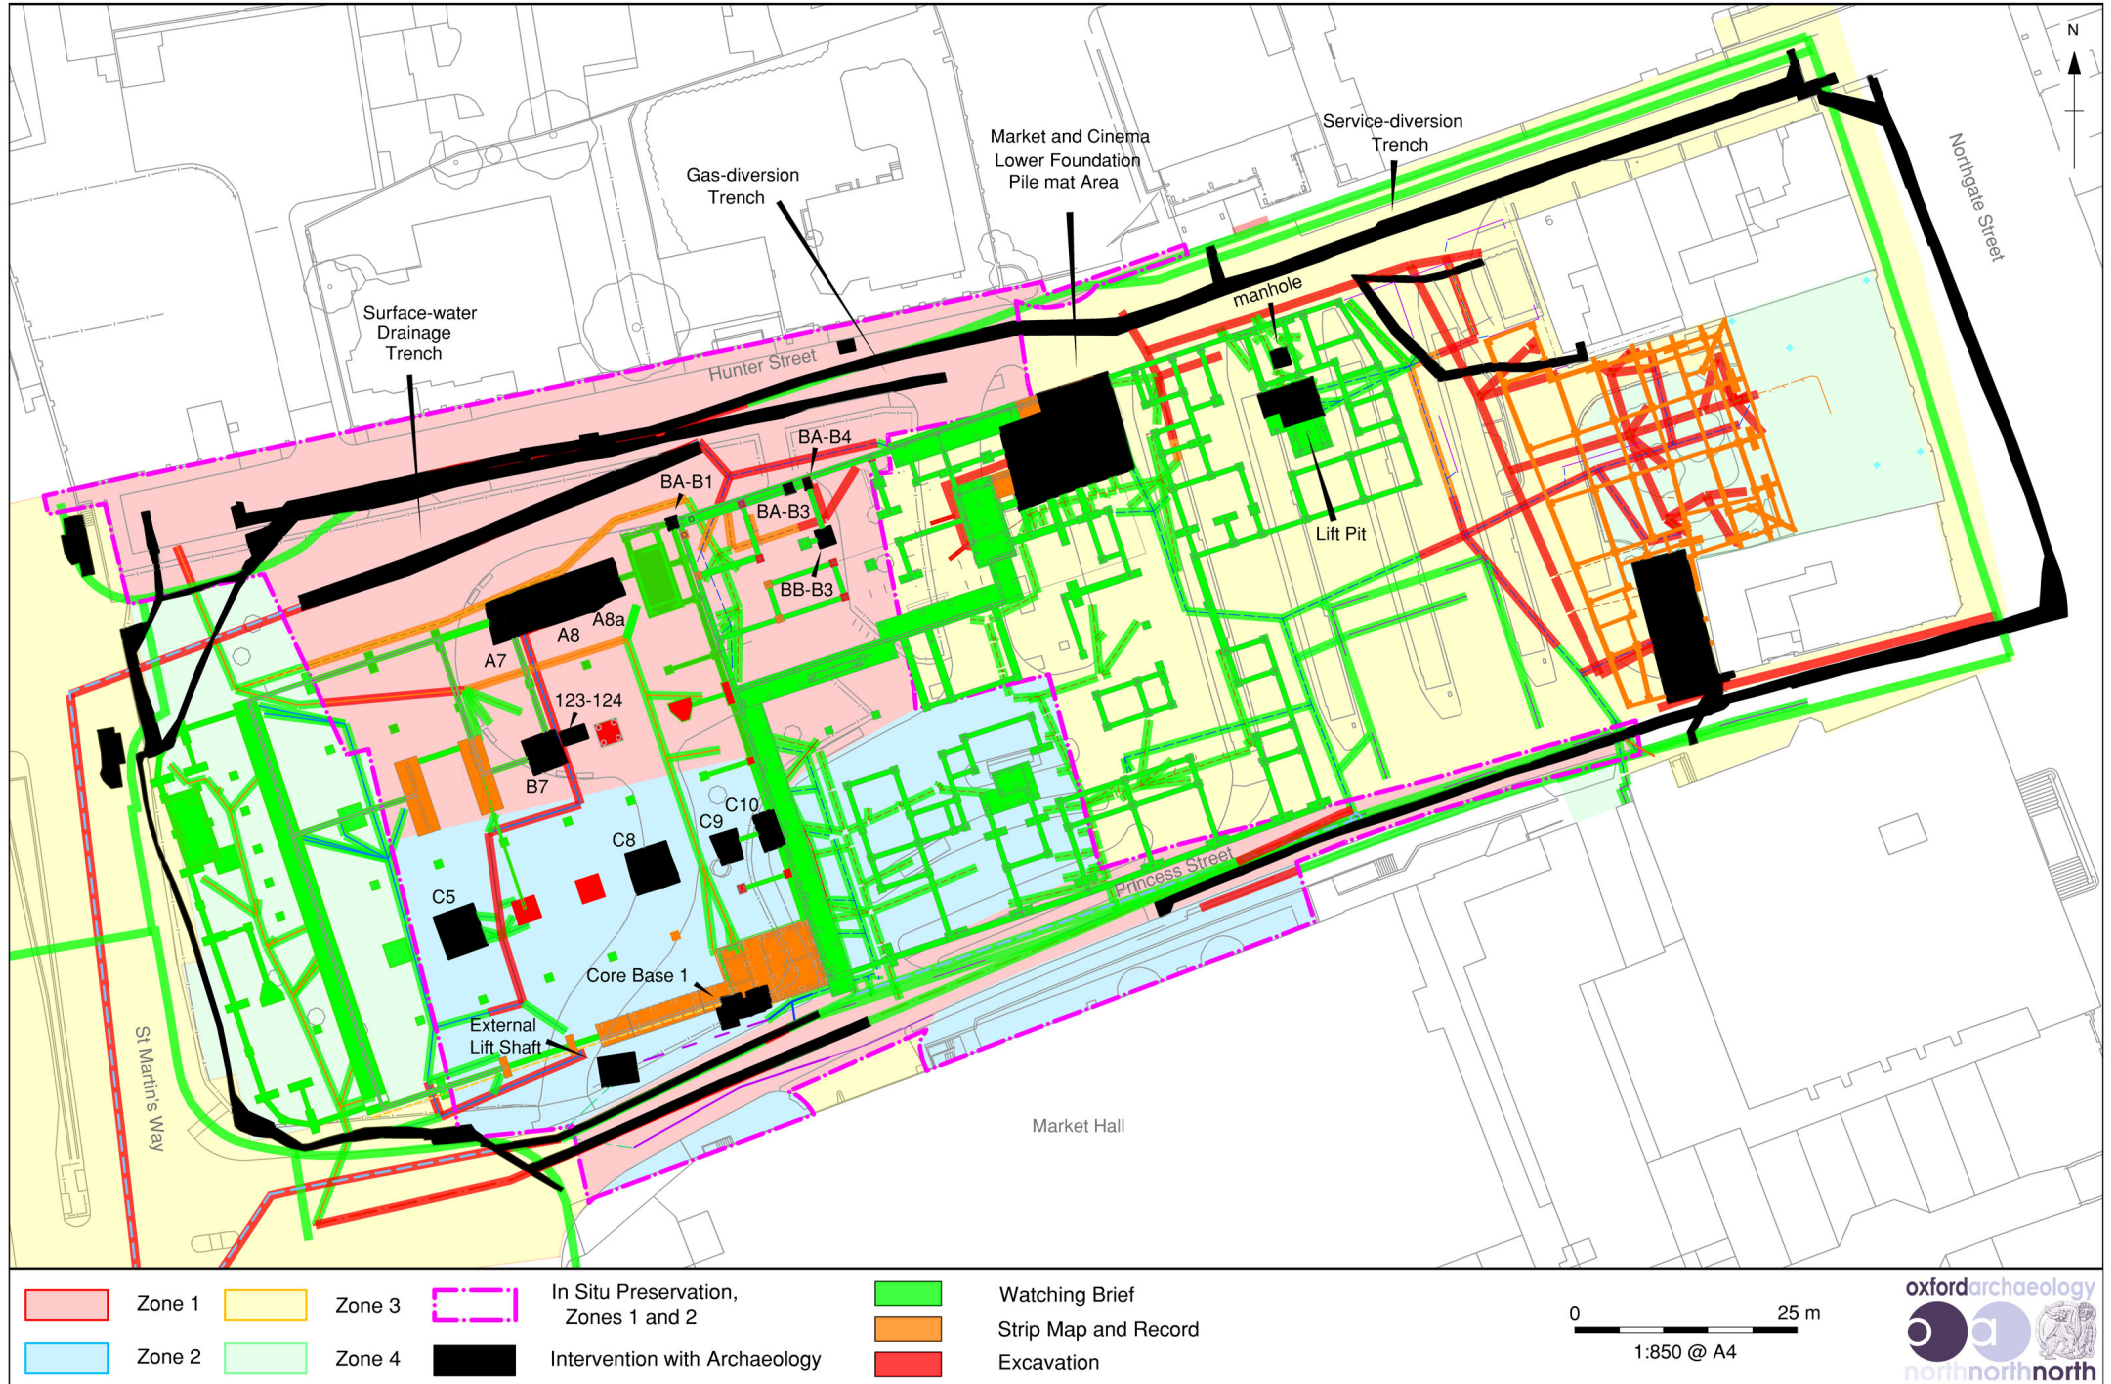 N
Northgate Street
Service-diversion
Trench
Market and Cinema
Lower Foundation
Pile mat Area
Gas-diversion
Trench
6
manhole
Surface-water
Drainage
Trench
Hunter Street
BA-B4
BA-B1
BA-B3
Lift Pit
BB-B3
A8a
A8
A7
123-124
B7
C10
C9
C8
Princess Street
C5
Core Base 1
External
Lift Shaft
St Martin's Way
Market Hall
Zone 1
Zone 2
Zone 3
Zone 4
In Situ Preservation,
Zones 1 and 2
Intervention with Archaeology
Watching Brief
Strip Map and Record
Excavation
0 25 m
1:850 @ A4
oxfordarchaeology
o a
northnorthnorth